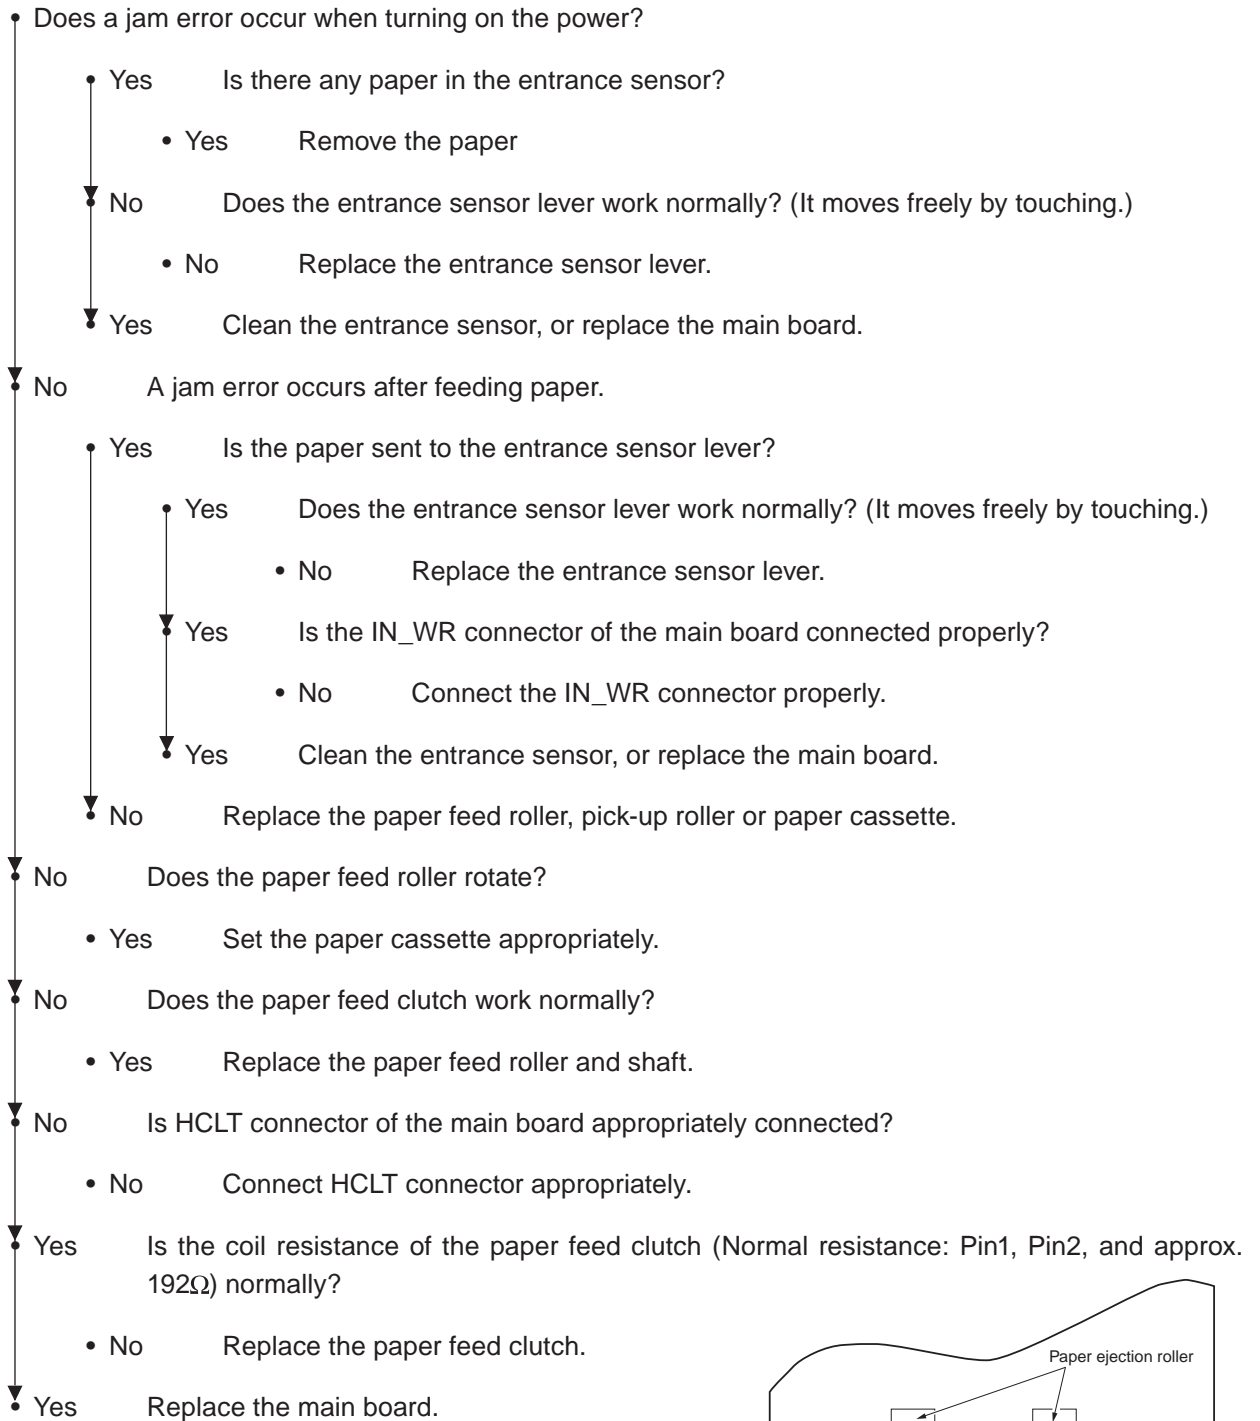 • Does a jam error occur when turning on the power?
• Yes Is there any paper in the entrance sensor?
• Yes Remove the paper
• No Does the entrance sensor lever work normally? (It moves freely by touching.)
• No Replace the entrance sensor lever.
• Yes Clean the entrance sensor, or replace the main board.
• No A jam error occurs after feeding paper.
• Yes Is the paper sent to the entrance sensor lever?
• Yes Does the entrance sensor lever work normally? (It moves freely by touching.)
• No Replace the entrance sensor lever.
• Yes Is the IN_WR connector of the main board connected properly?
• No Connect the IN_WR connector properly.
• Yes Clean the entrance sensor, or replace the main board.
• No Replace the paper feed roller, pick-up roller or paper cassette.
• No Does the paper feed roller rotate?
• Yes Set the paper cassette appropriately.
• No Does the paper feed clutch work normally?
• Yes Replace the paper feed roller and shaft.
• No Is HCLT connector of the main board appropriately connected?
• No Connect HCLT connector appropriately.
• Yes Is the coil resistance of the paper feed clutch (Normal resistance: Pin1, Pin2, and approx.
192Ω) normally?
• No Replace the paper feed clutch.
Paper ejection roller
• Yes Replace the main board.